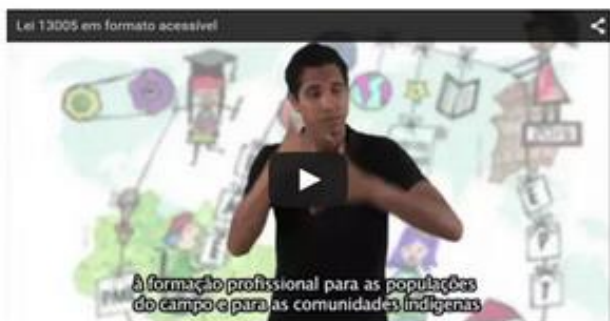 Lei 13005 em formato acessível
à formação profissional para as populações
do campo e para as comunidades indígenas